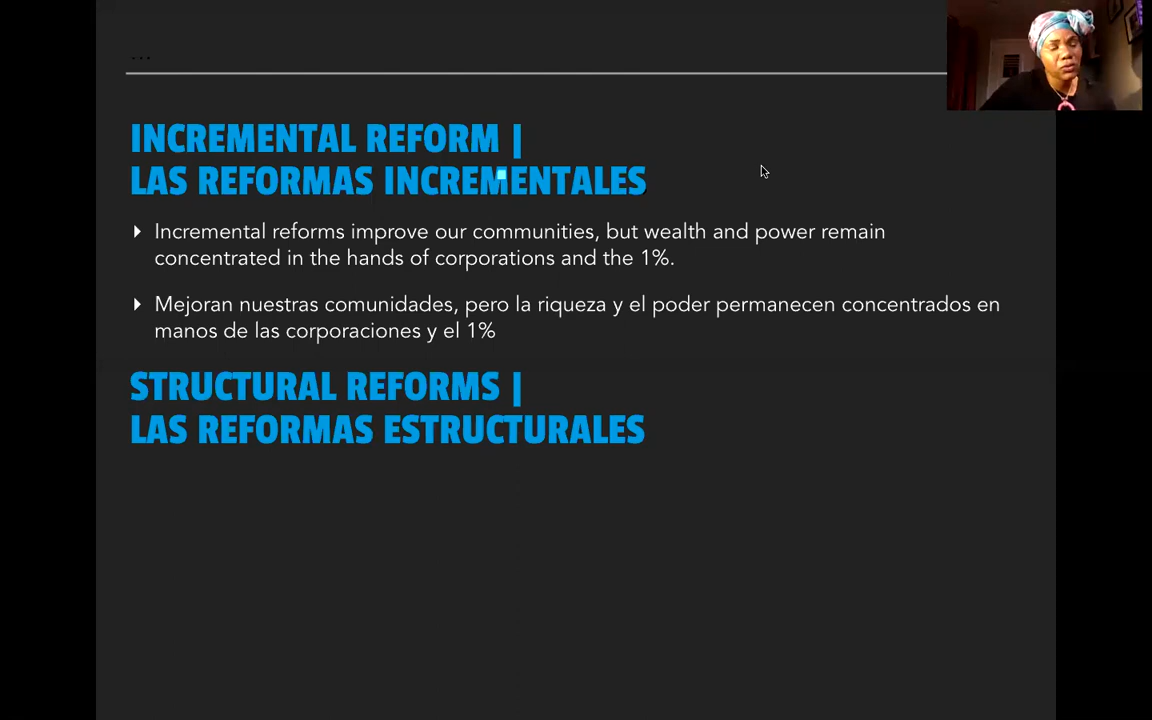 ...
INCREMENTAL REFORM |
LAS REFORMAS INCREMENTALES
Incremental reforms improve our communities, but wealth and power remain
concentrated in the hands of corporations and the 1%.
Mejoran nuestras comunidades, pero la riqueza y el poder permanecen concentrados en
manos de las corporaciones y el 1%
STRUCTURAL REFORMS |
LAS REFORMAS ESTRUCTURALES